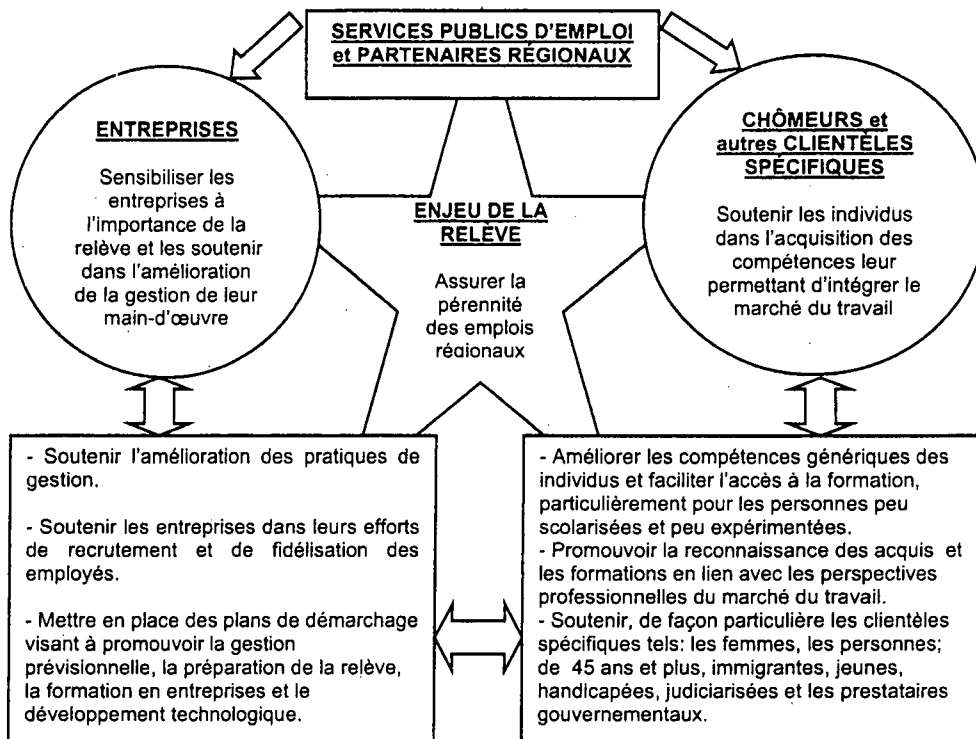 SERVICES PUBLICS D'EMPLOI
et PARTENAIRES RÉGIONAUX
ENTREPRISES
Sensibiliser les
entreprises à
l'importance de la
relève et les soutenir
dans l'amélioration
de la gestion de leur
main-d'œuvre
ENJEU DE LA
RELÈVE
Assurer la
pérennité
des emplois
régionaux
CHÔMEURS et
autres CLIENTÈLES
SPÉCIFIQUES
Soutenir les individus
dans l'acquisition des
compétences leur
permettant d'intégrer le
marché du travail
- Soutenir l'amélioration des pratiques de
gestion.
- Soutenir les entreprises dans leurs efforts
de recrutement et de fidélisation des
employés.
- Mettre en place des plans de démarchage
visant à promouvoir la gestion
prévisionnelle, la préparation de la relève,
la formation en entreprises et le
développement technologique.
- Améliorer les compétences génériques des
individus et faciliter l'accès à la formation,
particulièrement pour les personnes peu
scolarisées et peu expérimentées.
- Promouvoir la reconnaissance des acquis et
les formations en lien avec les perspectives
professionnelles du marché du travail.
- Soutenir, de façon particulière les clientèles
spécifiques tels: les femmes, les personnes;
de 45 ans et plus, immigrantes, jeunes,
handicapées, judiciarisées et les prestataires
gouvernementaux.